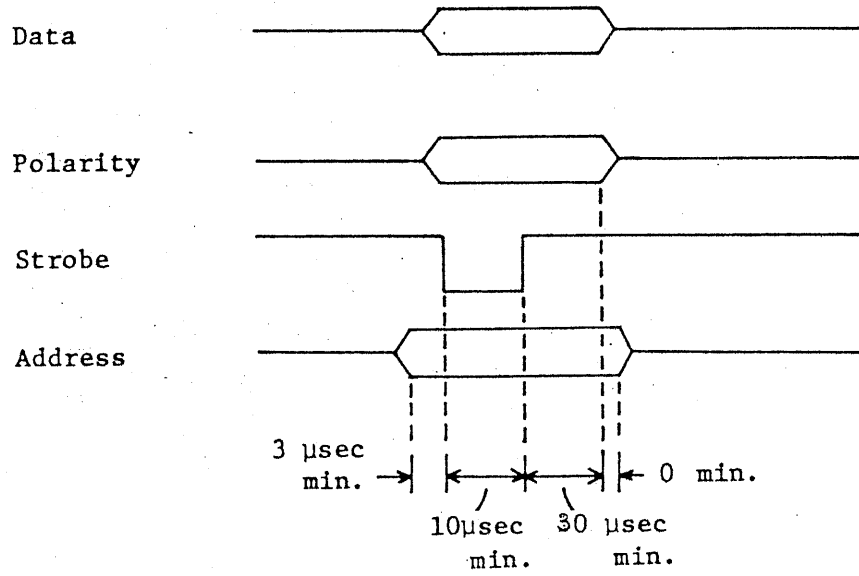 Data
Polarity
Strobe
Address
3 µsec
min.
0 min.
10µsec
min.
30 µsec
min.